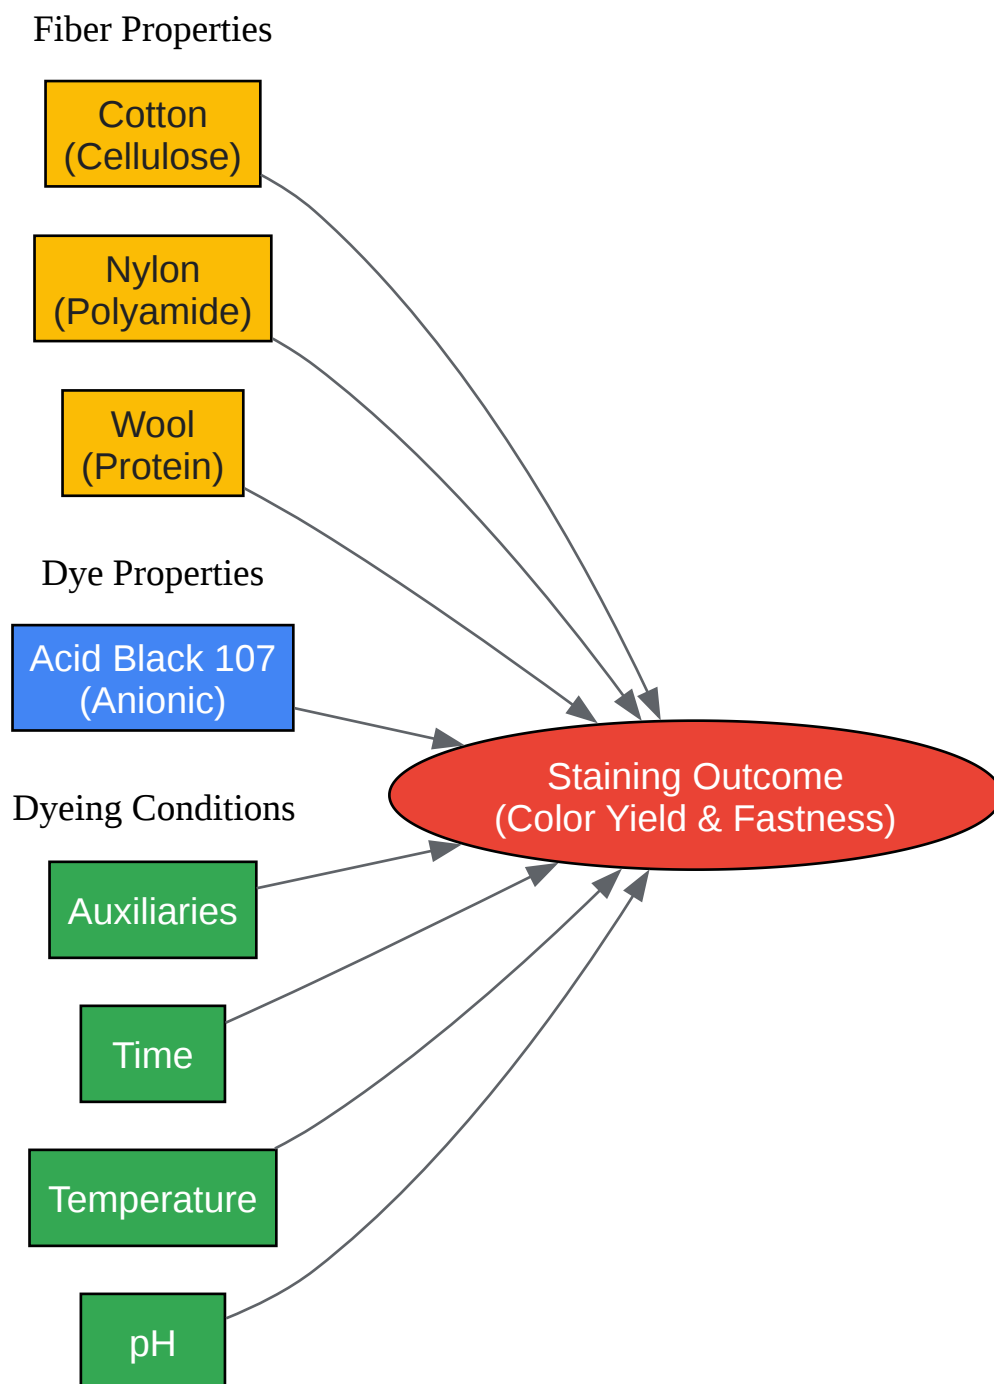 Fiber Properties
Cotton
(Cellulose)
Nylon
(Polyamide)
Wool
(Protein)
Dye Properties
Acid Black 107
(Anionic)
Staining Outcome
(Color Yield & Fastness)
Dyeing Conditions
Auxiliaries
Time
Temperature
pH